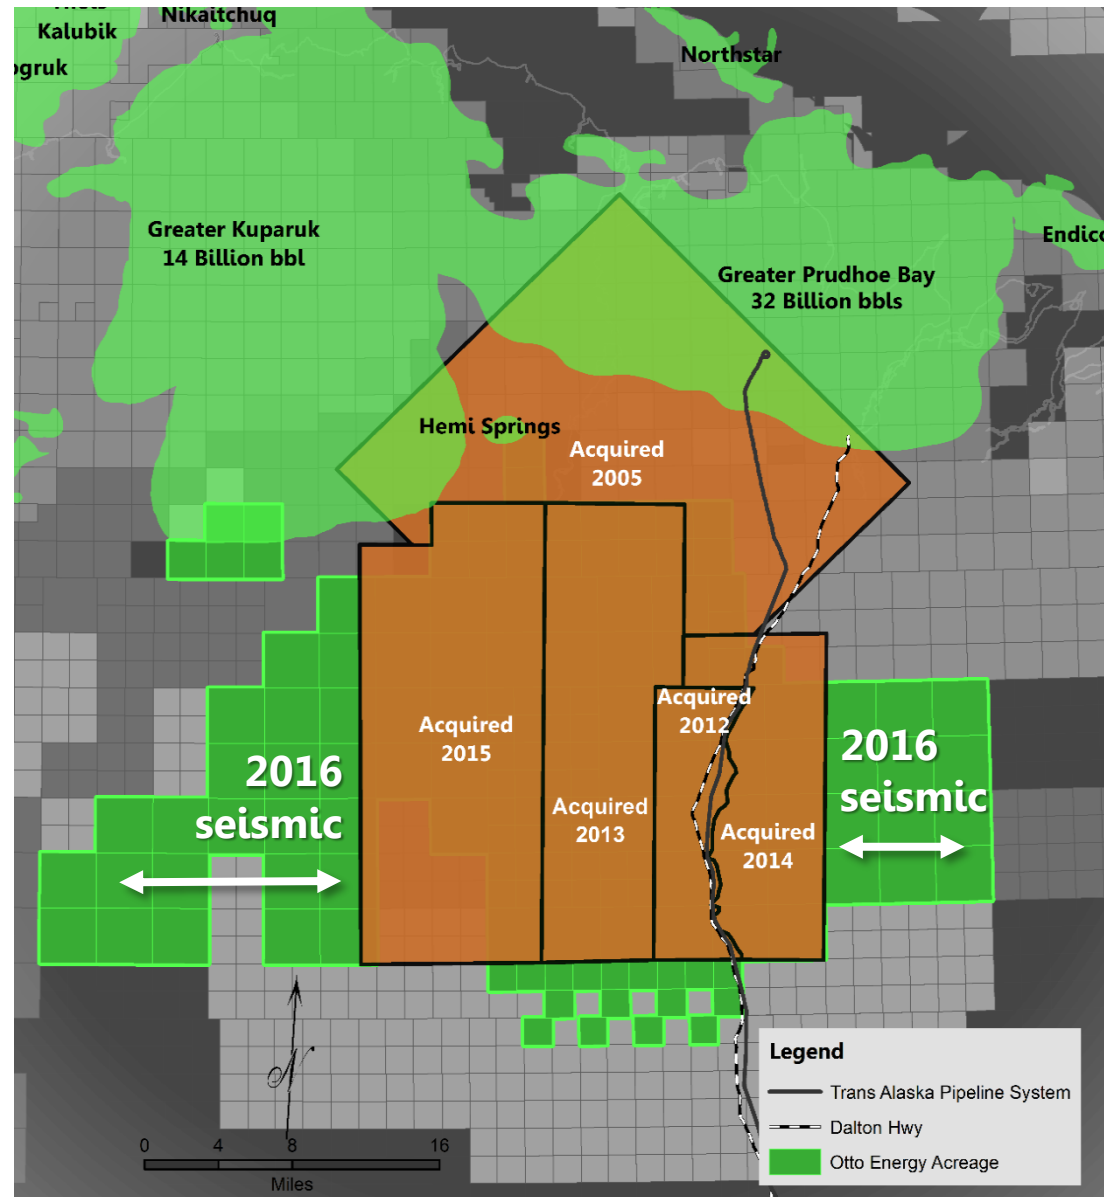 Nikaitchuq
Kalubik
ogruk
Northstar
Greater Kuparuk
14 Billion bbl
Endico
Greater Prudhoe Bay
32 Billion bbls
Hemi Springs
Acquired
2005
Acquired
2012
Acquired
2015
2016
seismic
2016
seismic
Acquired
2013
Acquired
2014
N
Legend
Trans Alaska Pipeline System
Dalton Hwy
Otto Energy Acreage
0 4 8 16
Miles